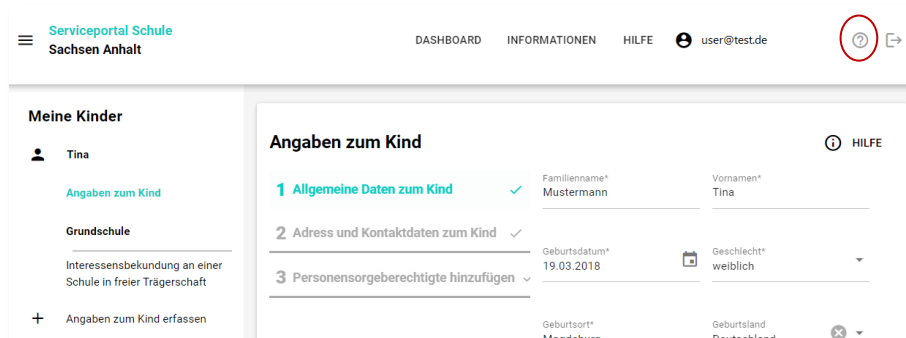 Serviceportal Schule
Sachsen Anhalt
DASHBOARD INFORMATIONEN HILFE user@test.de
Meine Kinder
Tina
Angaben zum Kind
Grundschule
Interessensbekundung an einer
Schule in freier Trägerschaft
Angaben zum Kind erfassen
Angaben zum Kind
HILFE
1 Allgemeine Daten zum Kind
2 Adress und Kontaktdaten zum Kind
3 Personensorgeberechtigte hinzufügen
Familienname*
Mustermann
Vornamen*
Tina
Geburtsdatum*
19.03.2018
Geschlecht*
weiblich
Geburtsort*
Magdeburg
Geburtsland
Deutschland